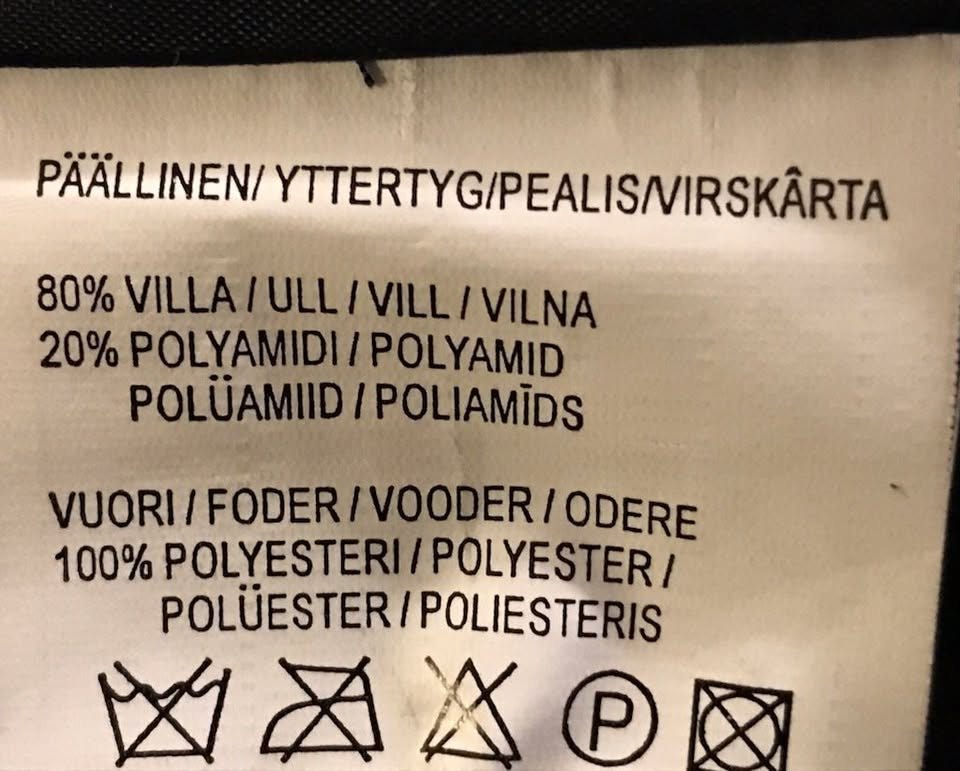 PÄÄLLINEN/ YTTERTYG/PEALIS/VIRSKÂRTA
80% VILLA / ULL / VILL / VILNA
20% POLYAMIDI / POLYAMID
POLÜAMIID / POLIAMĪDS
VUORI / FODER / VOODER / ODERE
100% POLYESTERI / POLYESTER /
POLÜESTER / POLIESTERIS
P